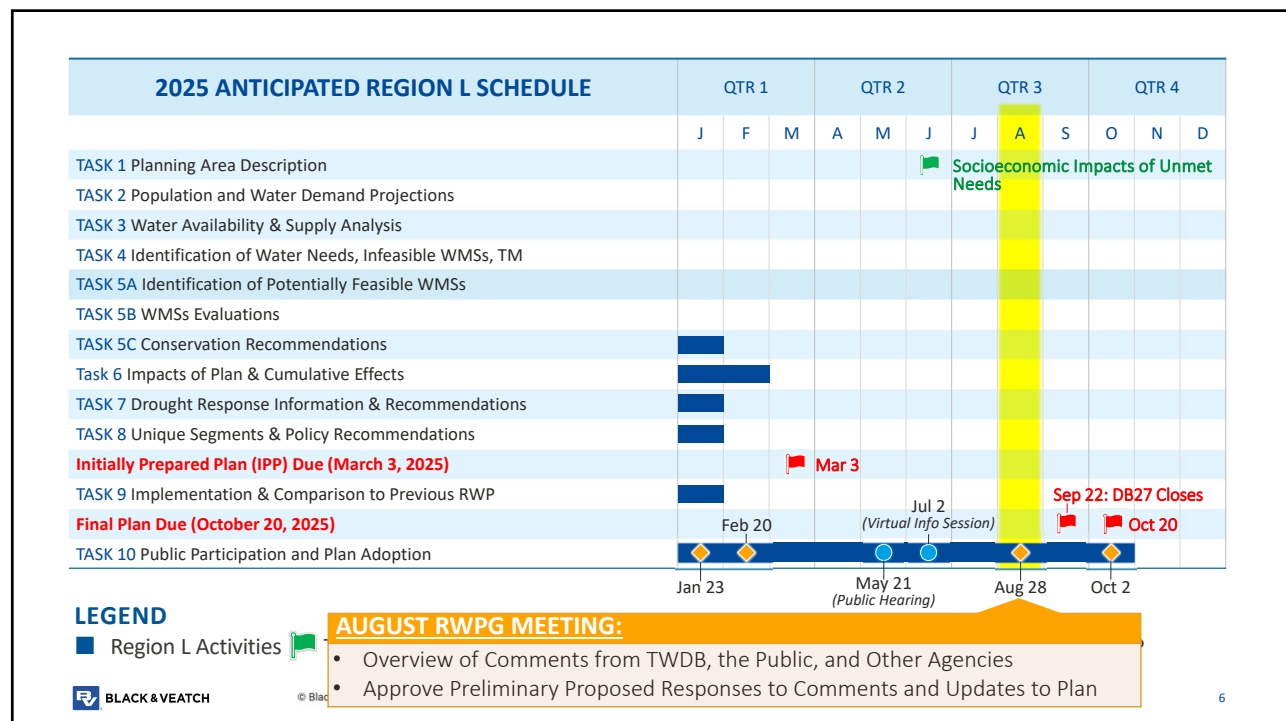 2025 ANTICIPATED REGION L SCHEDULE
QTR 1 QTR 2 QTR 3 QTR 4
J F M A M J J A S O N D
TASK 1 Planning Area Description
Socioeconomic Impacts of Unmet
Needs
TASK 2 Population and Water Demand Projections
TASK 3 Water Availability & Supply Analysis
TASK 4 Identification of Water Needs, Infeasible WMSs, TM
TASK 5A Identification of Potentially Feasible WMSs
TASK 5B WMSs Evaluations
TASK 5C Conservation Recommendations
Task 6 Impacts of Plan & Cumulative Effects
TASK 7 Drought Response Information & Recommendations
TASK 8 Unique Segments & Policy Recommendations
Initially Prepared Plan (IPP) Due (March 3, 2025) Mar 3
TASK 9 Implementation & Comparison to Previous RWP
Sep 22: DB27 Closes
Jul 2
(Virtual Info Session)
Final Plan Due (October 20, 2025) Feb 20 Oct 20
TASK 10 Public Participation and Plan Adoption
Jan 23 May 21 Aug 28 Oct 2
(Public Hearing)
LEGEND
Region L Activities
AUGUST RWPG MEETING:
• Overview of Comments from TWDB, the Public, and Other Agencies
• Approve Preliminary Proposed Responses to Comments and Updates to Plan
BLACK & VEATCH
© Blac
6